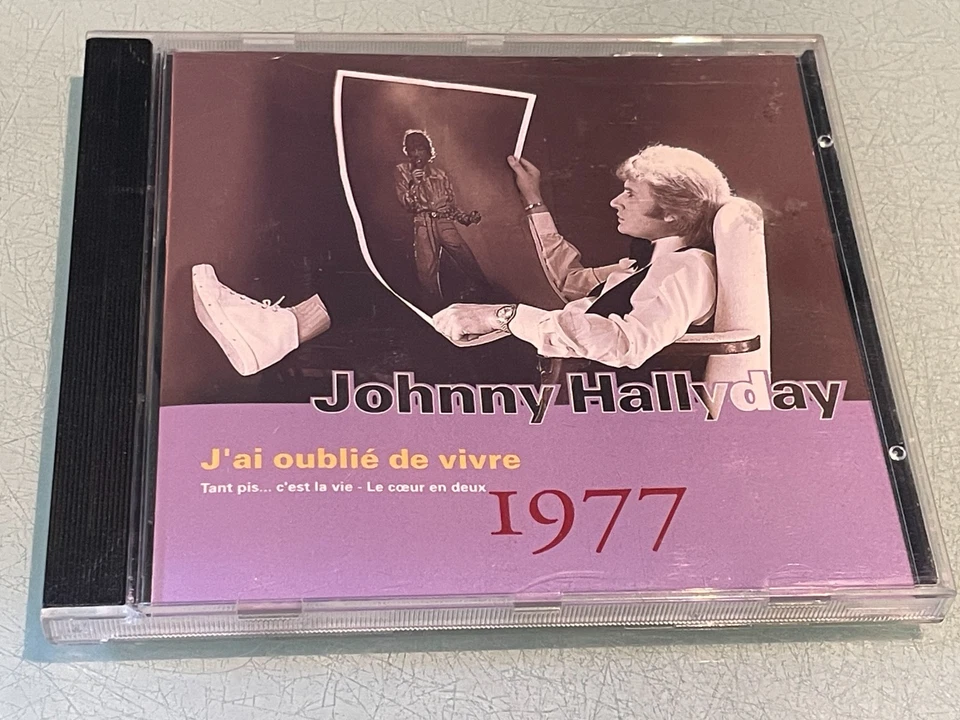 Johnny Hallyday
J'ai oublié de vivre
Tant pis... c'est la vie - Le cœur en deux
1977